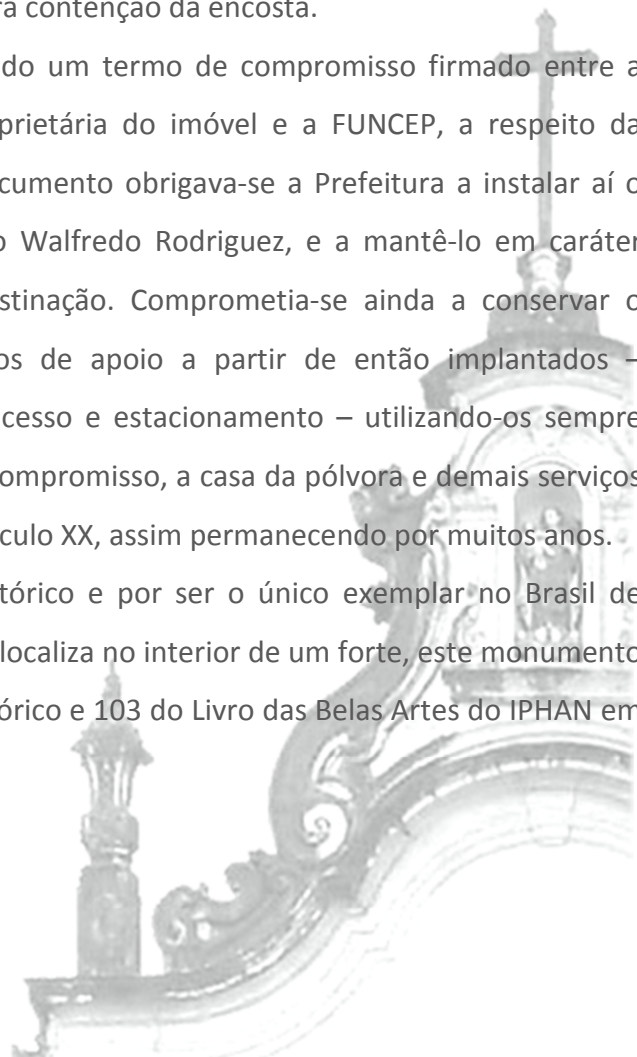 ra contenção da encosta.
do um termo de compromisso firmado entre a
prietária do imóvel e a FUNCEP, a respeito da
cumento obrigava-se a Prefeitura a instalar aí o
o Walfredo Rodriguez, e a mantê-lo em caráter
stinação. Comprometia-se ainda a conservar o
os de apoio a partir de então implantados –
cesso e estacionamento – utilizando-os sempre
compromisso, a casa da pólvora e demais serviços
culo XX, assim permanecendo por muitos anos.
tórico e por ser o único exemplar no Brasil de
localiza no interior de um forte, este monumento
órico e 103 do Livro das Belas Artes do IPHAN em